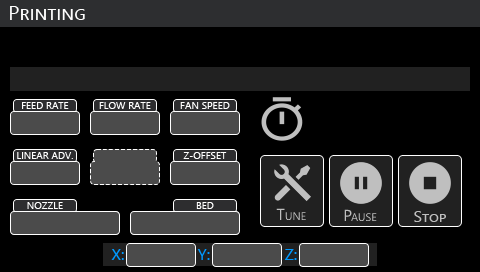 Printing
FEED RATE FLOW RATE FAN SPEED
LINEAR ADV. Z-OFFSET
NOZZLE BED
Tune Pause Stop
X: Y: Z: